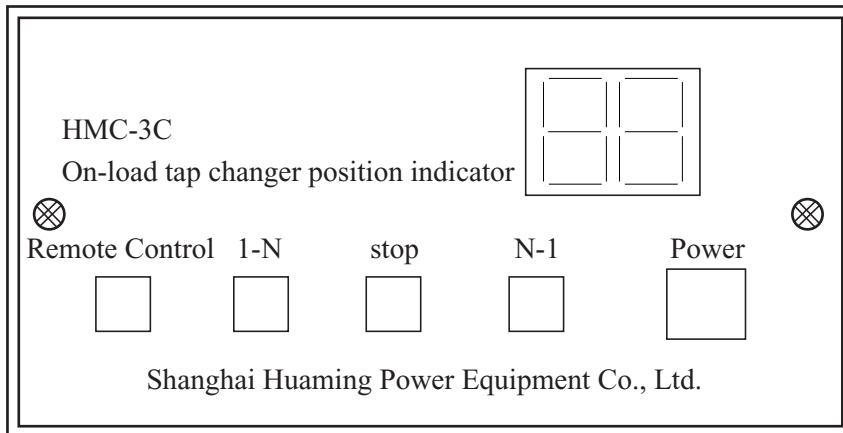 HMC-3C
On-load tap changer position indicator
Remote Control 1-N stop N-1 Power
Shanghai Huaming Power Equipment Co., Ltd.